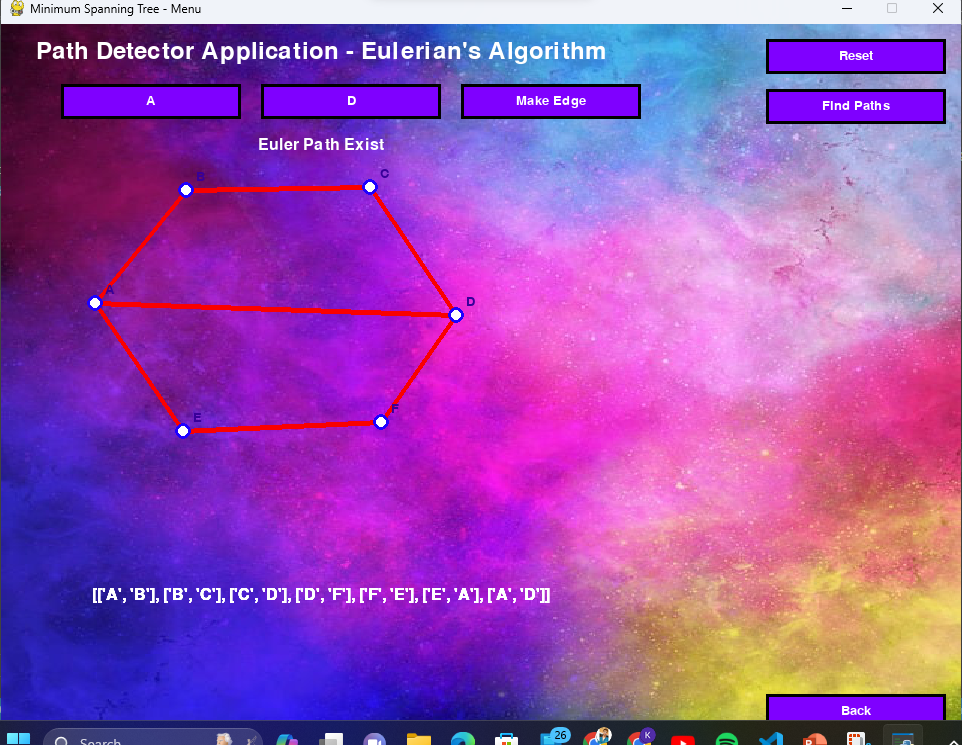 Minimum Spanning Tree - Menu
Path Detector Application - Eulerian's Algorithm
Reset
A
D
Make Edge
Find Paths
Euler Path Exist
B
C
A
D
F
E
[['A', 'B'], ['B', 'C'], ['C', 'D'], ['D', 'F'], ['F', 'E'], ['E', 'A'], ['A', 'D']]
Back
Search
26
K